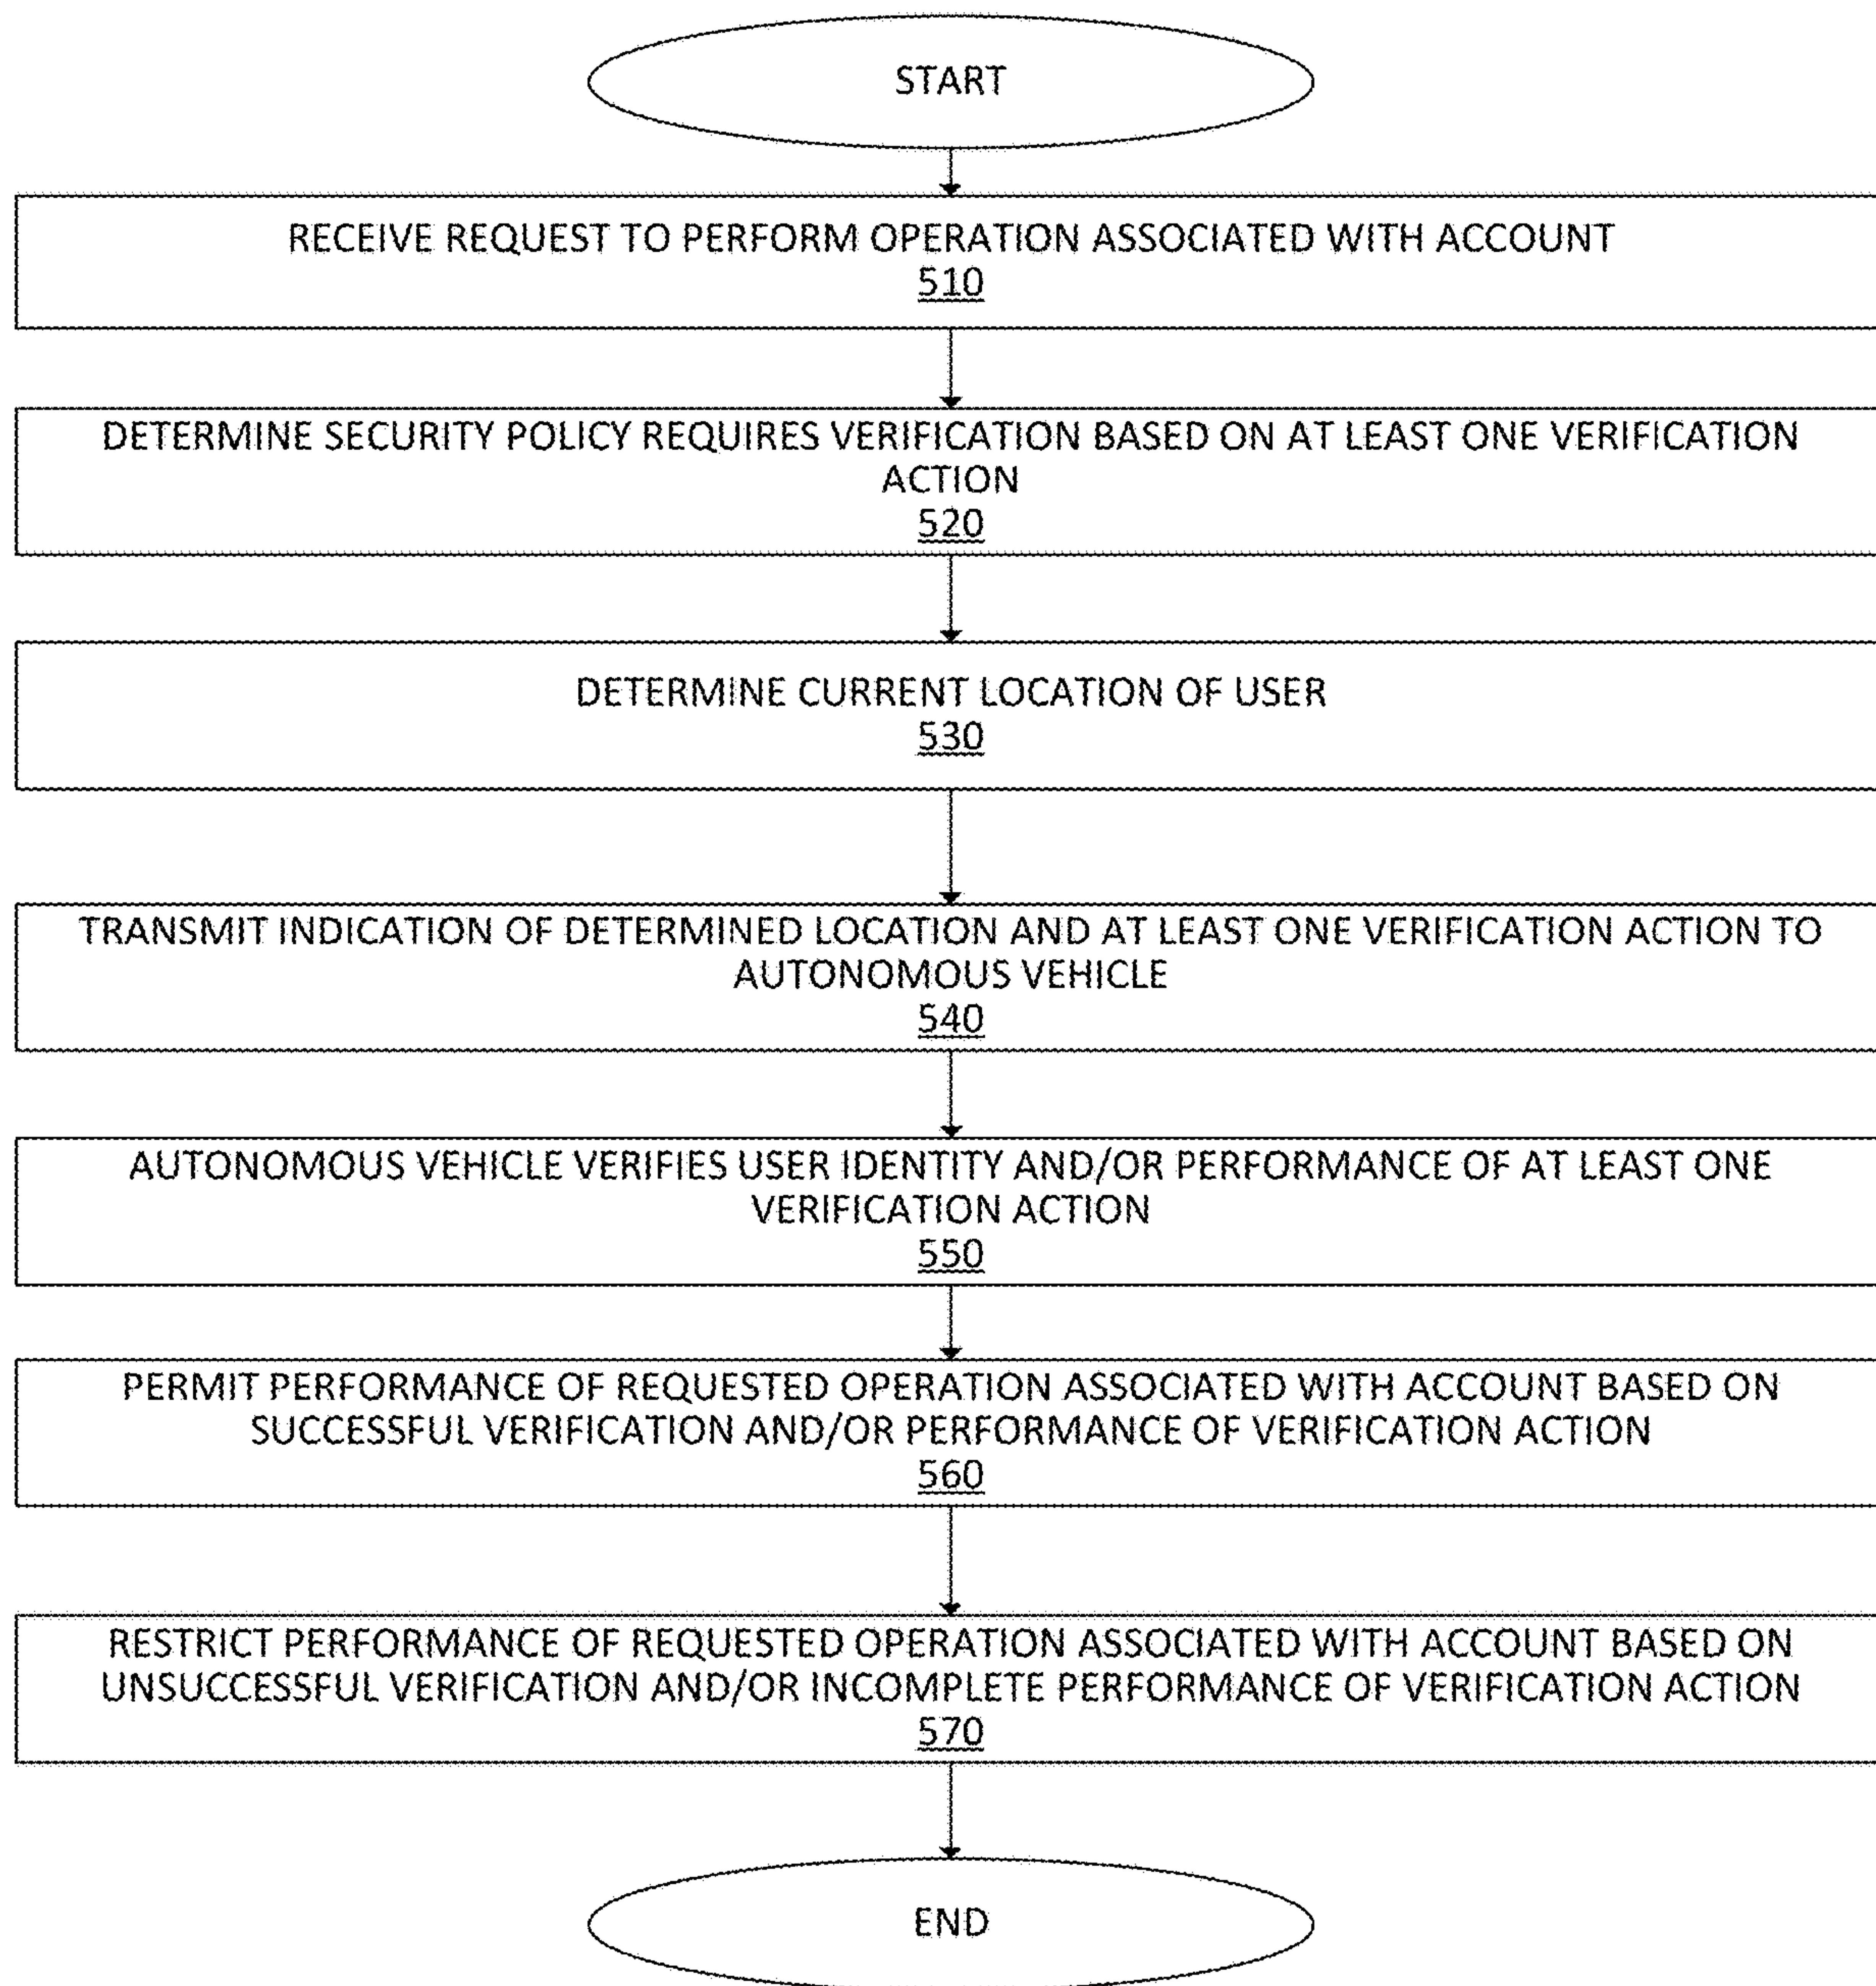 START
RECEIVE REQUEST TO PERFORM OPERATION ASSOCIATED WITH ACCOUNT
510
DETERMINE SECURITY POLICY REQUIRES VERIFICATION BASED ON AT LEAST ONE VERIFICATION
ACTION
520
DETERMINE CURRENT LOCATION OF USER
530
TRANSMIT INDICATION OF DETERMINED LOCATION AND AT LEAST ONE VERIFICATION ACTION TO
AUTONOMOUS VEHICLE
540
AUTONOMOUS VEHICLE VERIFIES USER IDENTITY AND/OR PERFORMANCE OF AT LEAST ONE
VERIFICATION ACTION
550
PERMIT PERFORMANCE OF REQUESTED OPERATION ASSOCIATED WITH ACCOUNT BASED ON
SUCCESSFUL VERIFICATION AND/OR PERFORMANCE OF VERIFICATION ACTION
560
RESTRICT PERFORMANCE OF REQUESTED OPERATION ASSOCIATED WITH ACCOUNT BASED ON
UNSUCCESSFUL VERIFICATION AND/OR INCOMPLETE PERFORMANCE OF VERIFICATION ACTION
570
END